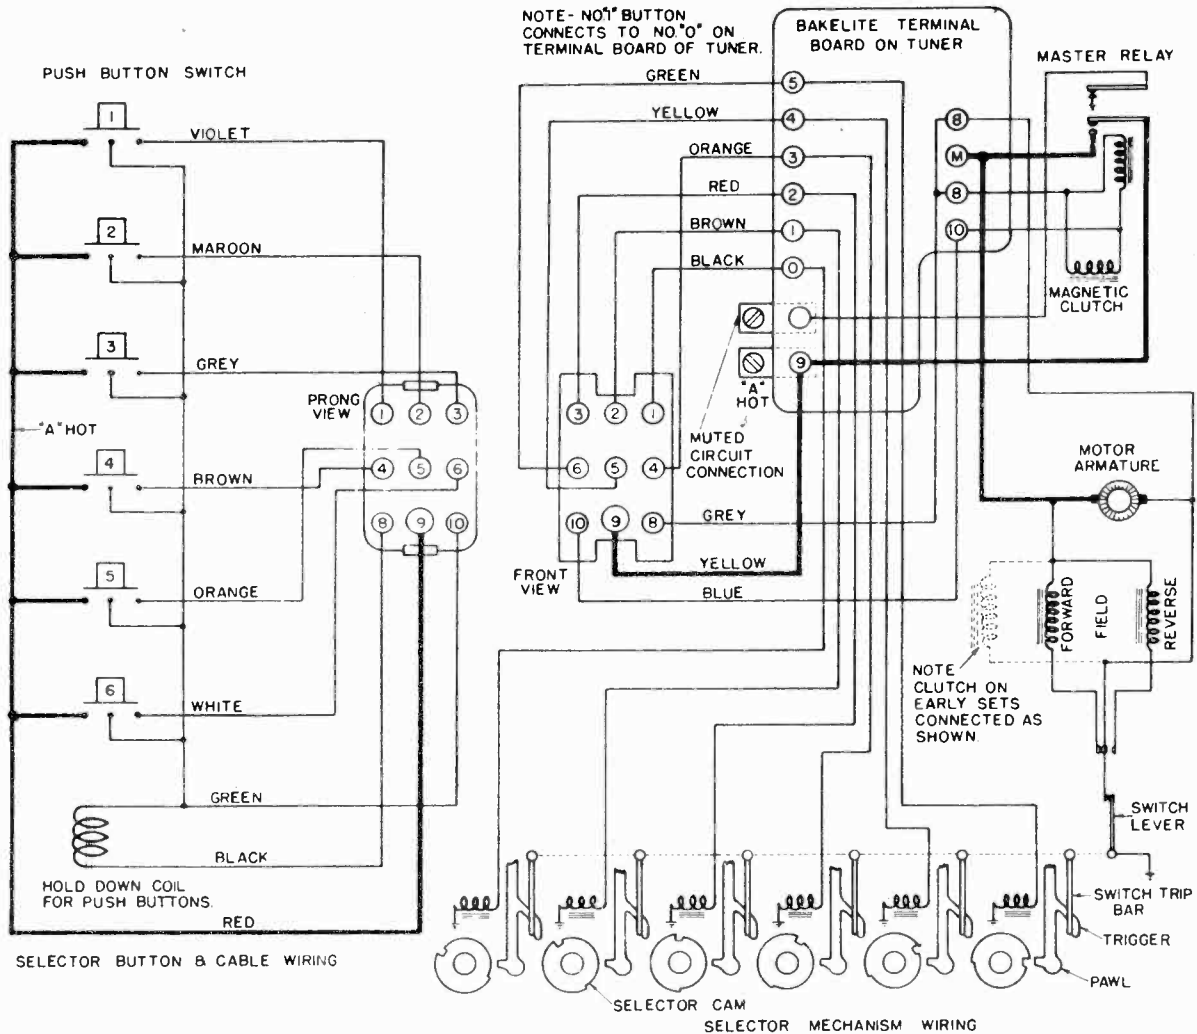 NOTE- NO."1" BUTTON
CONNECTS TO NO."0" ON
TERMINAL BOARD OF TUNER.
BAKELITE TERMINAL
BOARD ON TUNER
MASTER RELAY
PUSH BUTTON SWITCH
GREEN
5
YELLOW
4
8
1
VIOLET
ORANGE
3
M
RED
2
8
BROWN
1
10
2
MAROON
BLACK
0
MAGNETIC
CLUTCH
3
GREY
9
PRONG
VIEW
"A"
HOT
1
2
3
3
2
1
"A" HOT
MUTED
CIRCUIT
CONNECTION
MOTOR
ARMATURE
4
BROWN
4
5
6
6
5
4
8
9
10
10
9
8
GREY
5
ORANGE
FRONT
VIEW
YELLOW
BLUE
FORWARD
FIELD
REVERSE
NOTE
CLUTCH ON
EARLY SETS
CONNECTED AS
SHOWN.
6
WHITE
GREEN
BLACK
SWITCH
LEVER
HOLD DOWN COIL
FOR PUSH BUTTONS.
RED
SWITCH TRIP
BAR
TRIGGER
SELECTOR BUTTON & CABLE WIRING
PAWL
SELECTOR CAM
SELECTOR MECHANISM WIRING